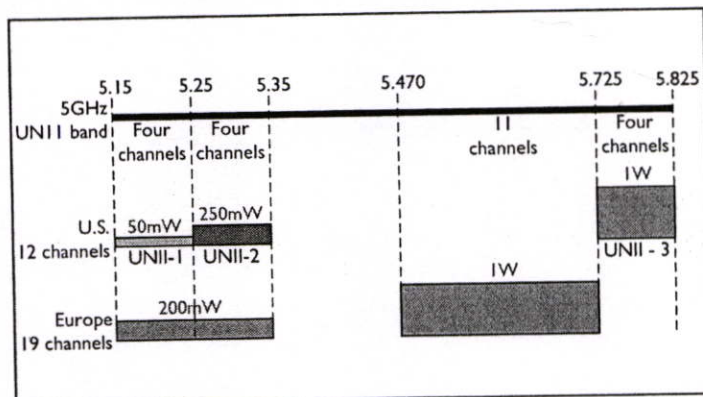 5.15 5.25 5.35 5.470 5.725 5.825
5GHz
UN11 band
Four
channels
Four
channels
11
channels
Four
channels
1W
U.S.
12 channels
50mW
250mW
UNII-1
UNII-2
UNII - 3
Europe
19 channels
200mW
1W